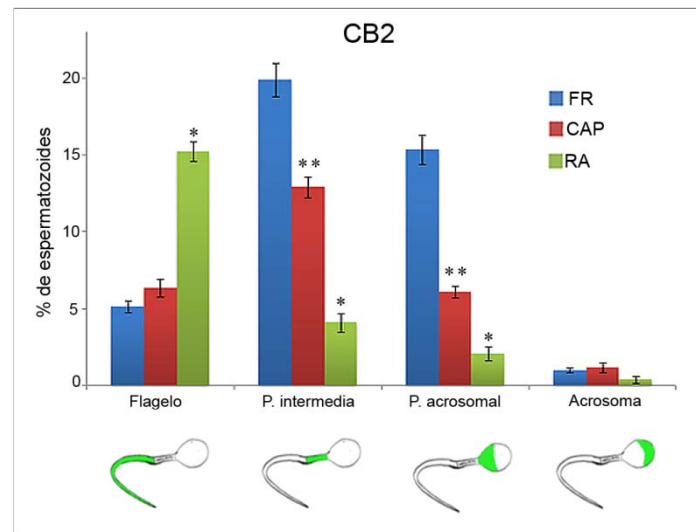 CB2
% de espermatozoides
20
15
10
5
0
FR
CAP
RA
*
**
*
**
*
Flagelo
P. intermedia
P. acrosomal
Acrosoma